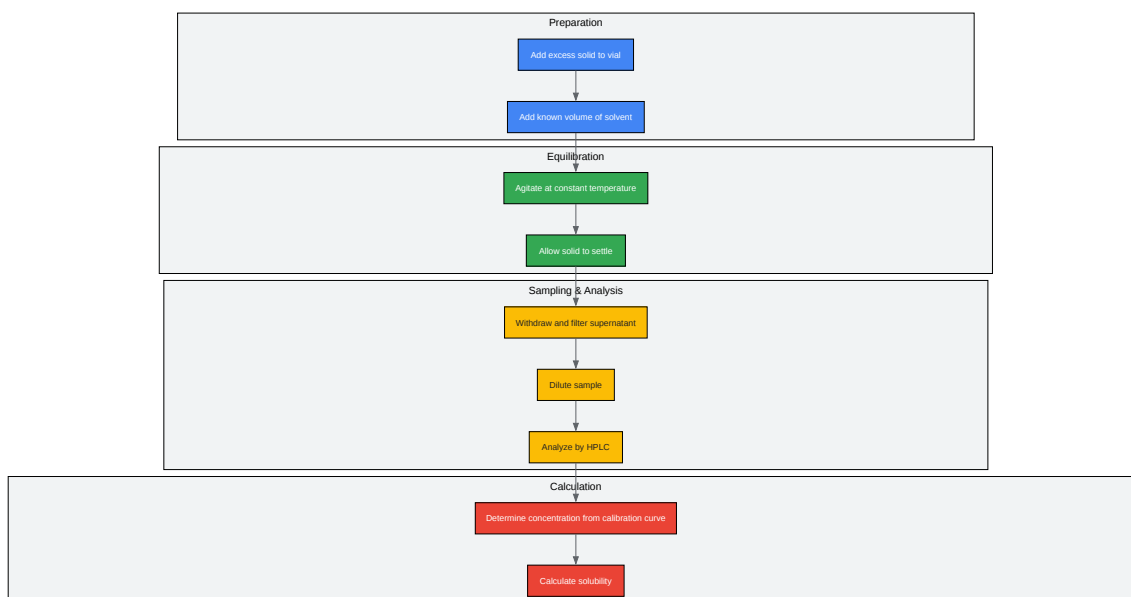 Preparation
Add excess solid to vial
Add known volume of solvent
Equilibration
Agitate at constant temperature
Allow solid to settle
Sampling & Analysis
Withdraw and filter supernatant
Dilute sample
Analyze by HPLC
Calculation
Determine concentration from calibration curve
Calculate solubility